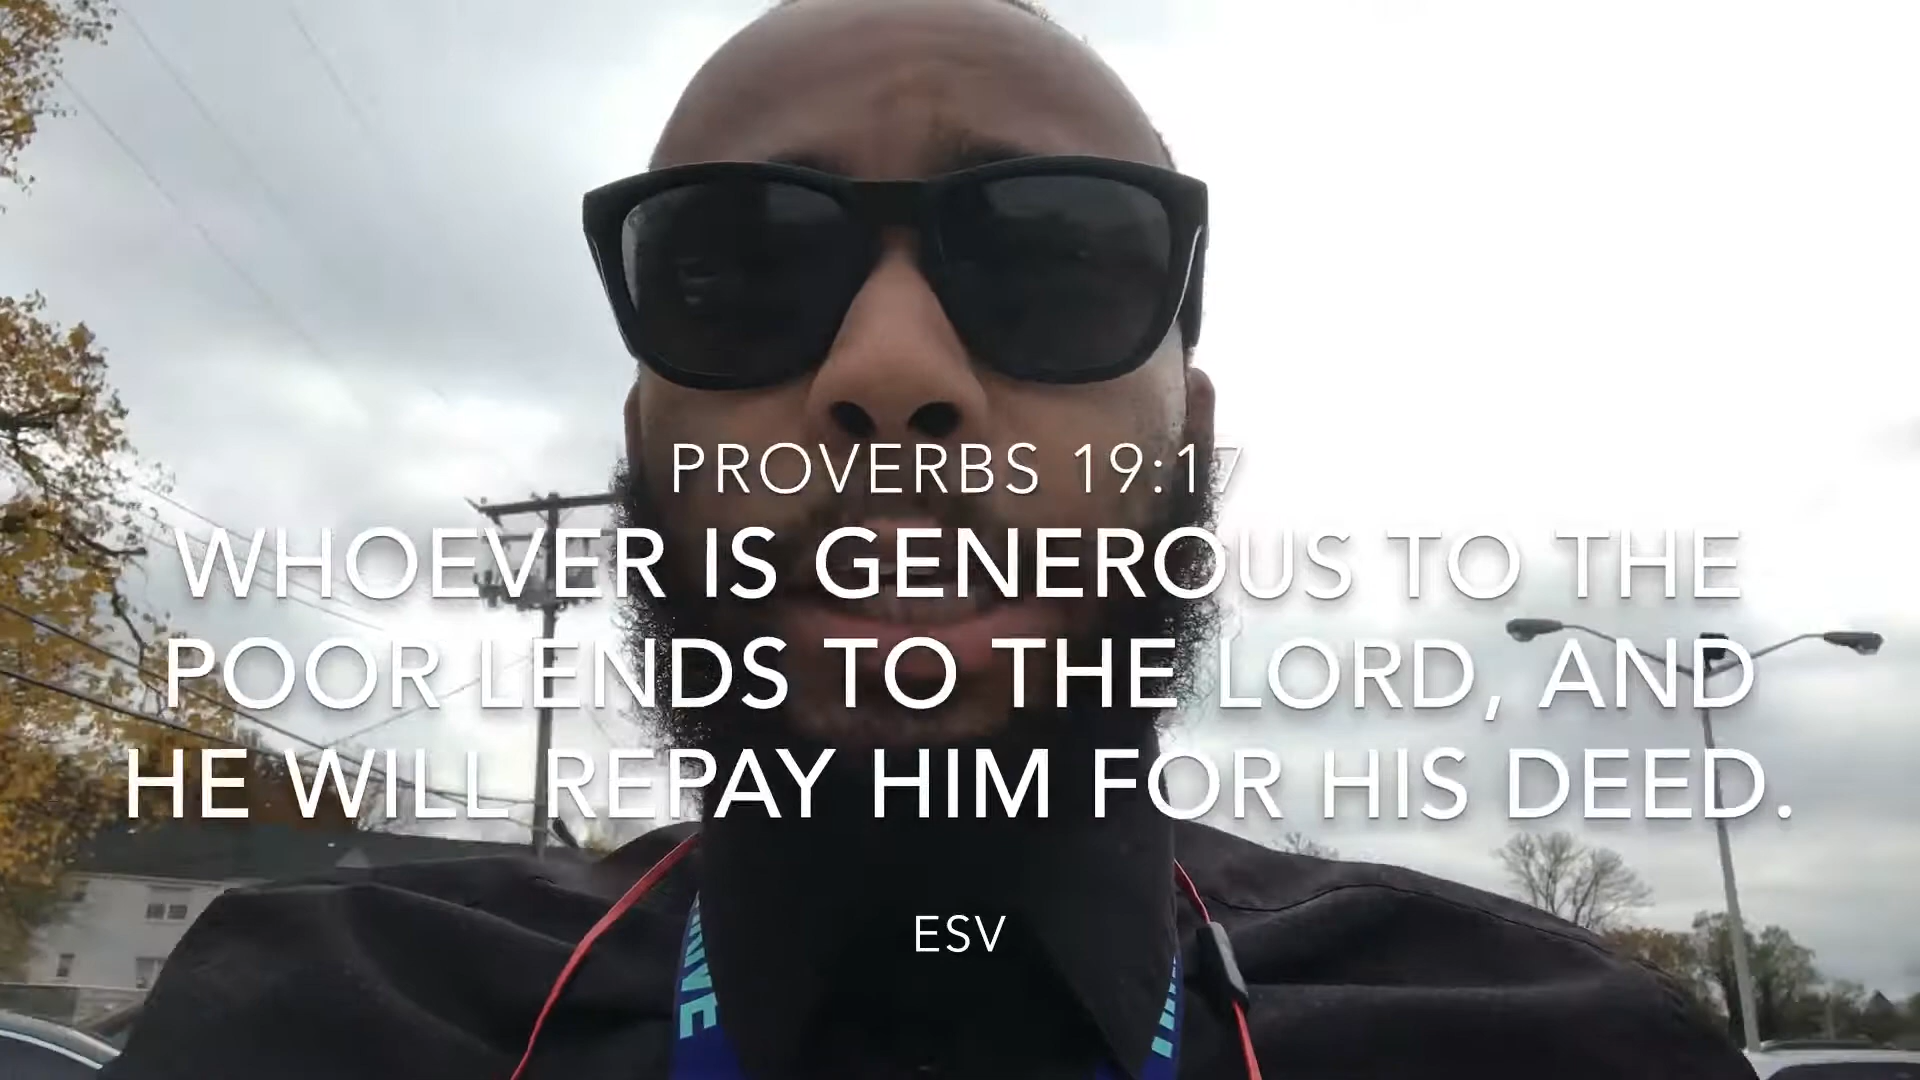 PROVERBS 19:17
WHOEVER IS GENEROUS TO THE
POOR LENDS TO THE LORD, AND
HE WILL REPAY HIM FOR HIS DEED.
ESV